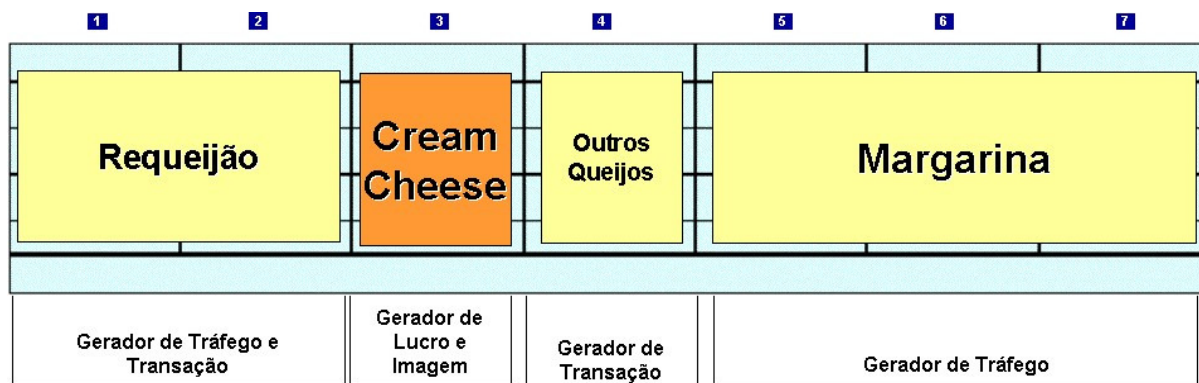 1 2 3 4 5 6 7
Requeijão
Cream
Cheese
Outros
Queijos
Margarina
Gerador de Tráfego e
Transação
Gerador de
Lucro e
Imagem
Gerador de
Transação
Gerador de Tráfego